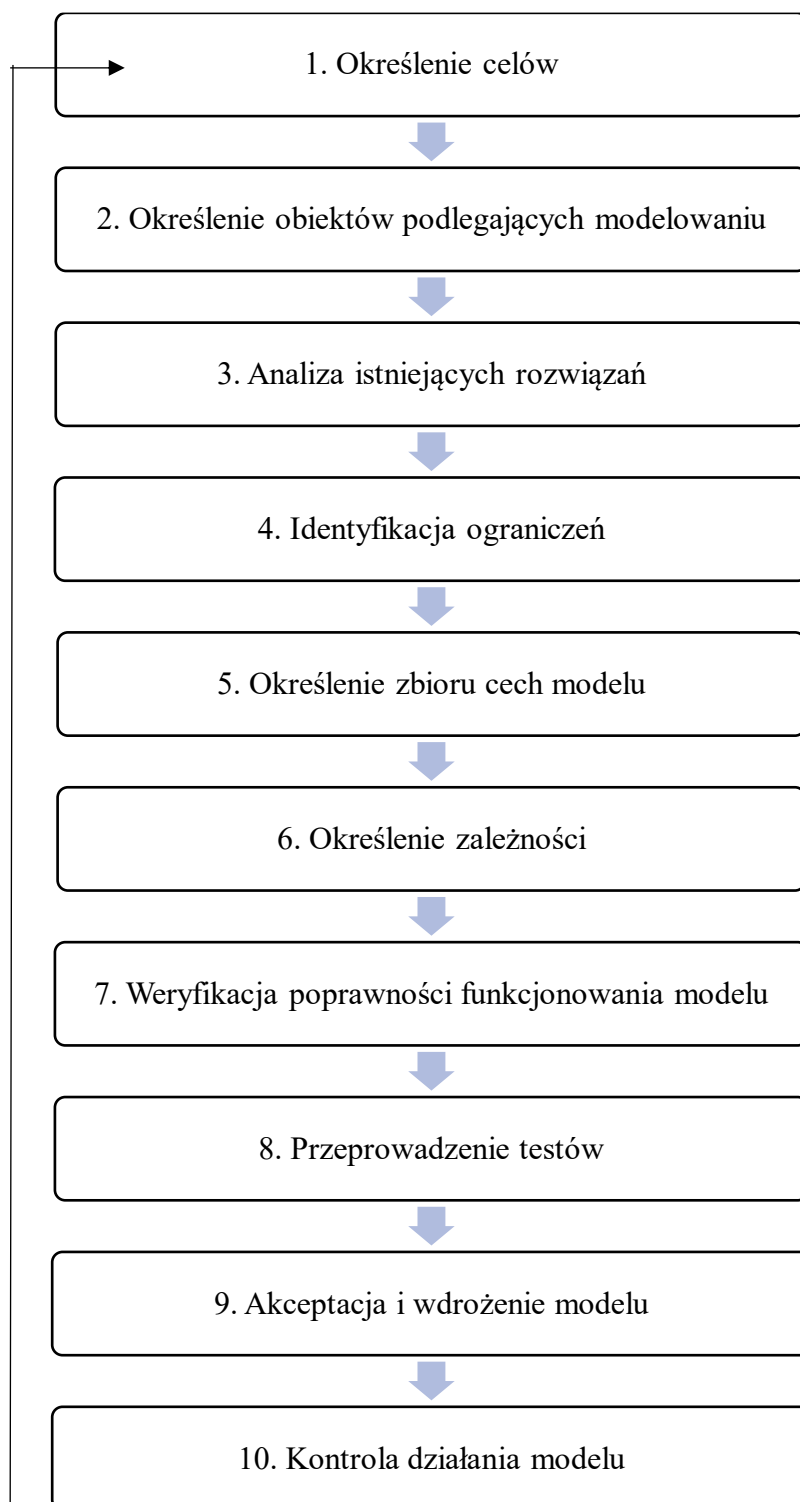 1. Określenie celów
2. Określenie obiektów podlegających modelowaniu
3. Analiza istniejących rozwiązań
4. Identyfikacja ograniczeń
5. Określenie zbioru cech modelu
6. Określenie zależności
7. Weryfikacja poprawności funkcjonowania modelu
8. Przeprowadzenie testów
9. Akceptacja i wdrożenie modelu
10. Kontrola działania modelu